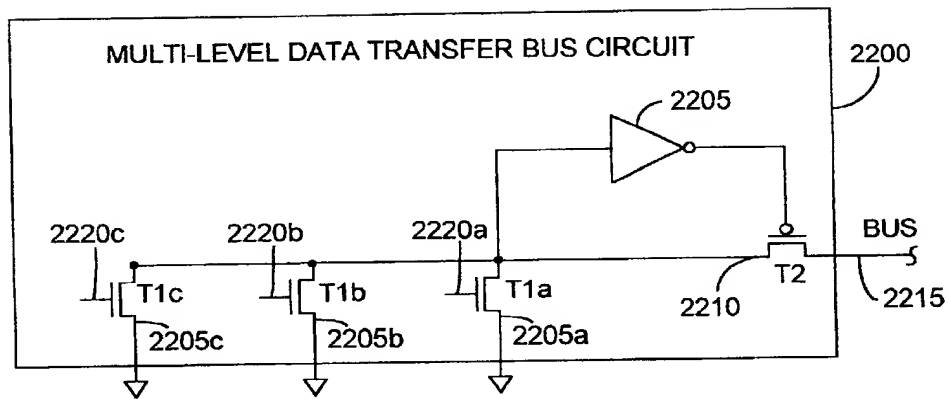 MULTI-LEVEL DATA TRANSFER BUS CIRCUIT
2200
2205
2220c
2220b
2220a
BUS
T1c
T1b
T1a
T2
2210
2215
2205c
2205b
2205a